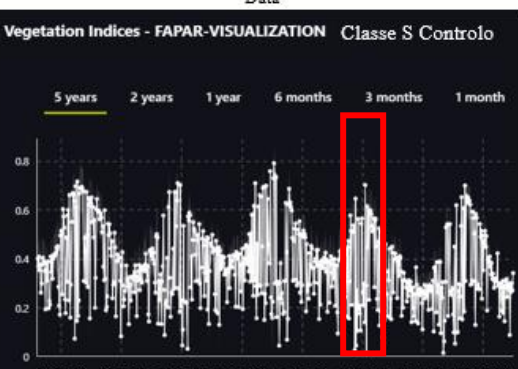 Data
Vegetation Indices - FAPAR-VISUALIZATION Classe S Controlo
5 years 2 years 1 year 6 months 3 months 1 month
0.8
0.6
0.4
0.2
0